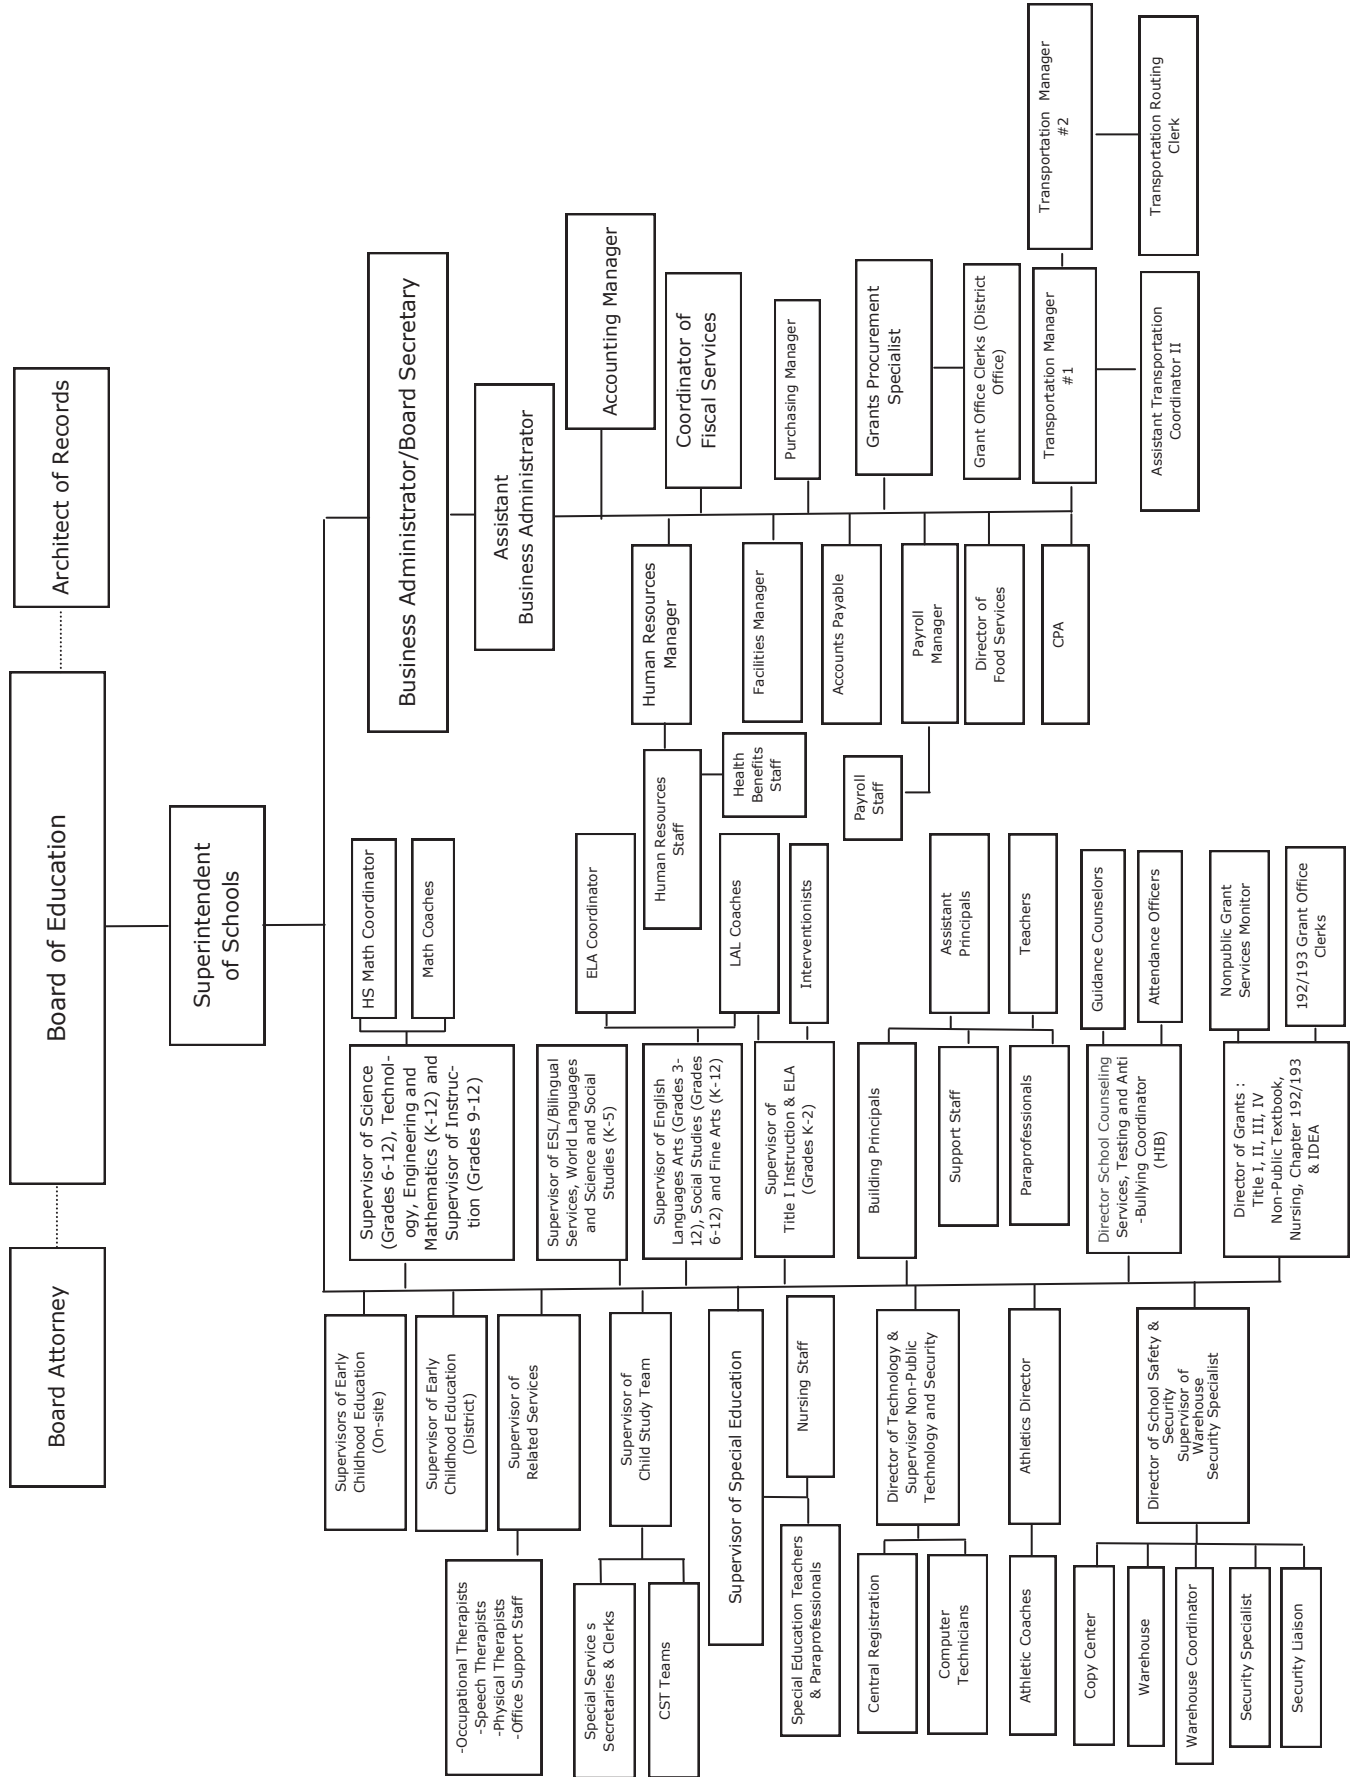 Board Attorney
Board of Education
Architect of Records
Superintendent
of Schools
Business Administrator/Board Secretary
Assistant
Business Administrator
Accounting Manager
Coordinator of
Fiscal Services
Purchasing Manager
Grants Procurement
Specialist
Grant Office Clerks (District
Office)
Transportation Manager
#1
Transportation Manager
#2
Assistant Transportation
Coordinator II
Transportation Routing
Clerk
Human Resources
Manager
Human Resources
Staff
Health
Benefits
Staff
Facilities Manager
Accounts Payable
Payroll
Manager
Payroll
Staff
Director of
Food Services
CPA
Supervisor of Science
(Grades 6-12), Technol-
ogy, Engineering and
Mathematics (K-12) and
Supervisor of Instruc-
tion (Grades 9-12)
HS Math Coordinator
Math Coaches
Supervisor of ESL/Bilingual
Services, World Languages
and Science and Social
Studies (K-5)
Supervisor of English
Languages Arts (Grades 3-
12), Social Studies (Grades
6-12) and Fine Arts (K-12)
ELA Coordinator
LAL Coaches
Supervisor of
Title I Instruction & ELA
(Grades K-2)
Interventionists
Building Principals
Assistant
Principals
Teachers
Support Staff
Paraprofessionals
Director School Counseling
Services, Testing and Anti
-Bullying Coordinator
(HIB)
Guidance Counselors
Attendance Officers
Director of Grants :
Title I, II, III, IV
Non-Public Textbook,
Nursing, Chapter 192/193
& IDEA
Nonpublic Grant
Services Monitor
192/193 Grant Office
Clerks
Supervisors of Early
Childhood Education
(On-site)
Supervisor of Early
Childhood Education
(District)
Supervisor of
Related Services
-Occupational Therapists
-Speech Therapists
-Physical Therapists
-Office Support Staff
Supervisor of
Child Study Team
Special Service s
Secretaries & Clerks
CST Teams
Supervisor of Special Education
Nursing Staff
Special Education Teachers
& Paraprofessionals
Director of Technology &
Supervisor Non-Public
Technology and Security
Central Registration
Computer
Technicians
Athletics Director
Athletic Coaches
Director of School Safety &
Security
Supervisor of
Warehouse
Security Specialist
Copy Center
Warehouse
Warehouse Coordinator
Security Specialist
Security Liaison